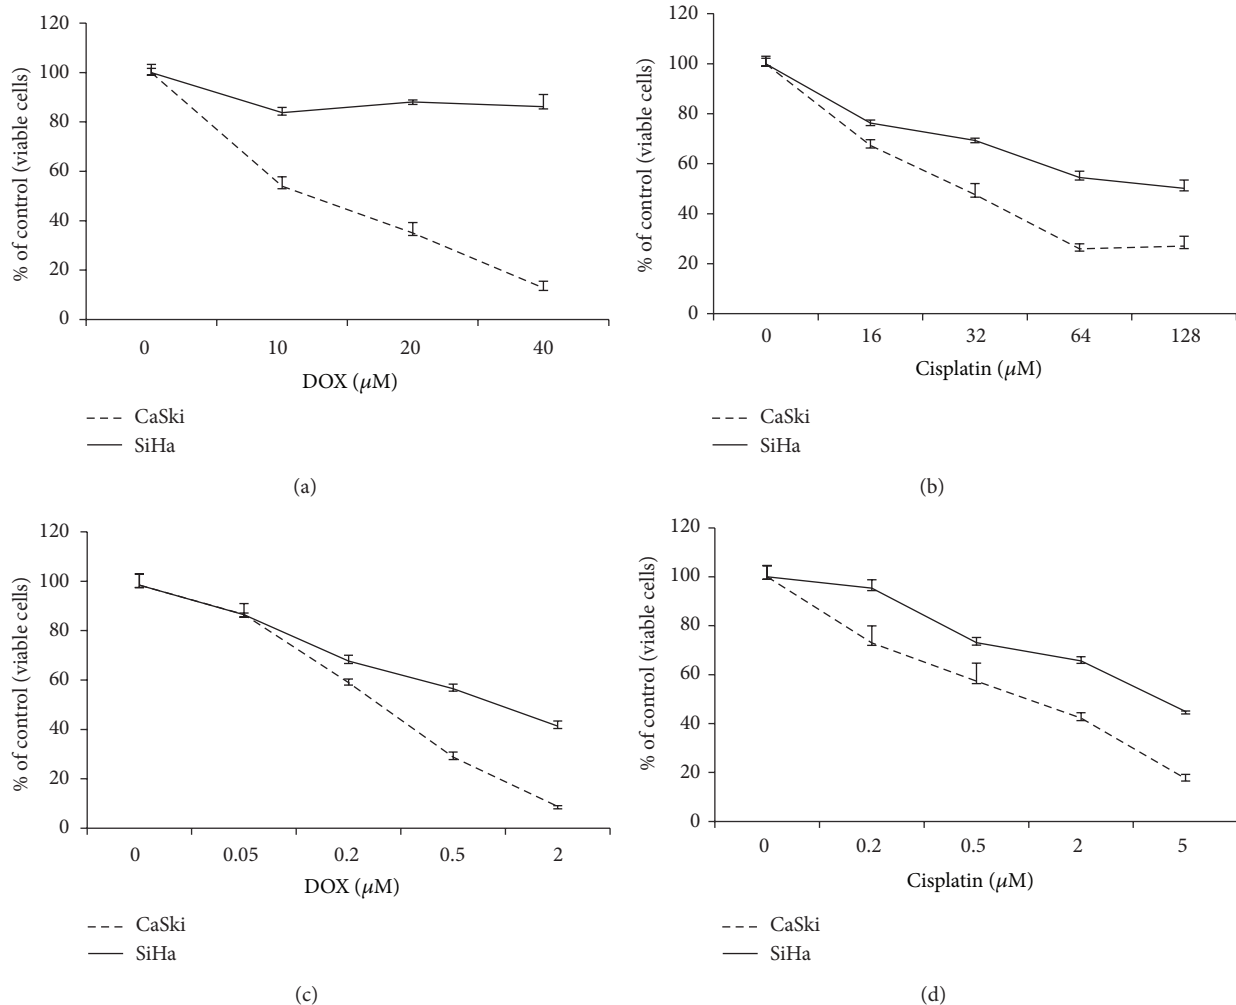 120
100
80
60
40
20
0
% of control (viable cells)
0 10 20 40
DOX (μM)
CaSki
SiHa
(a)
120
100
80
60
40
20
0
% of control (viable cells)
0 16 32 64 128
Cisplatin (μM)
CaSki
SiHa
(b)
120
100
80
60
40
20
0
% of control (viable cells)
0 0.05 0.2 0.5 2
DOX (μM)
CaSki
SiHa
(c)
120
100
80
60
40
20
0
% of control (viable cells)
0 0.2 0.5 2 5
Cisplatin (μM)
CaSki
SiHa
(d)